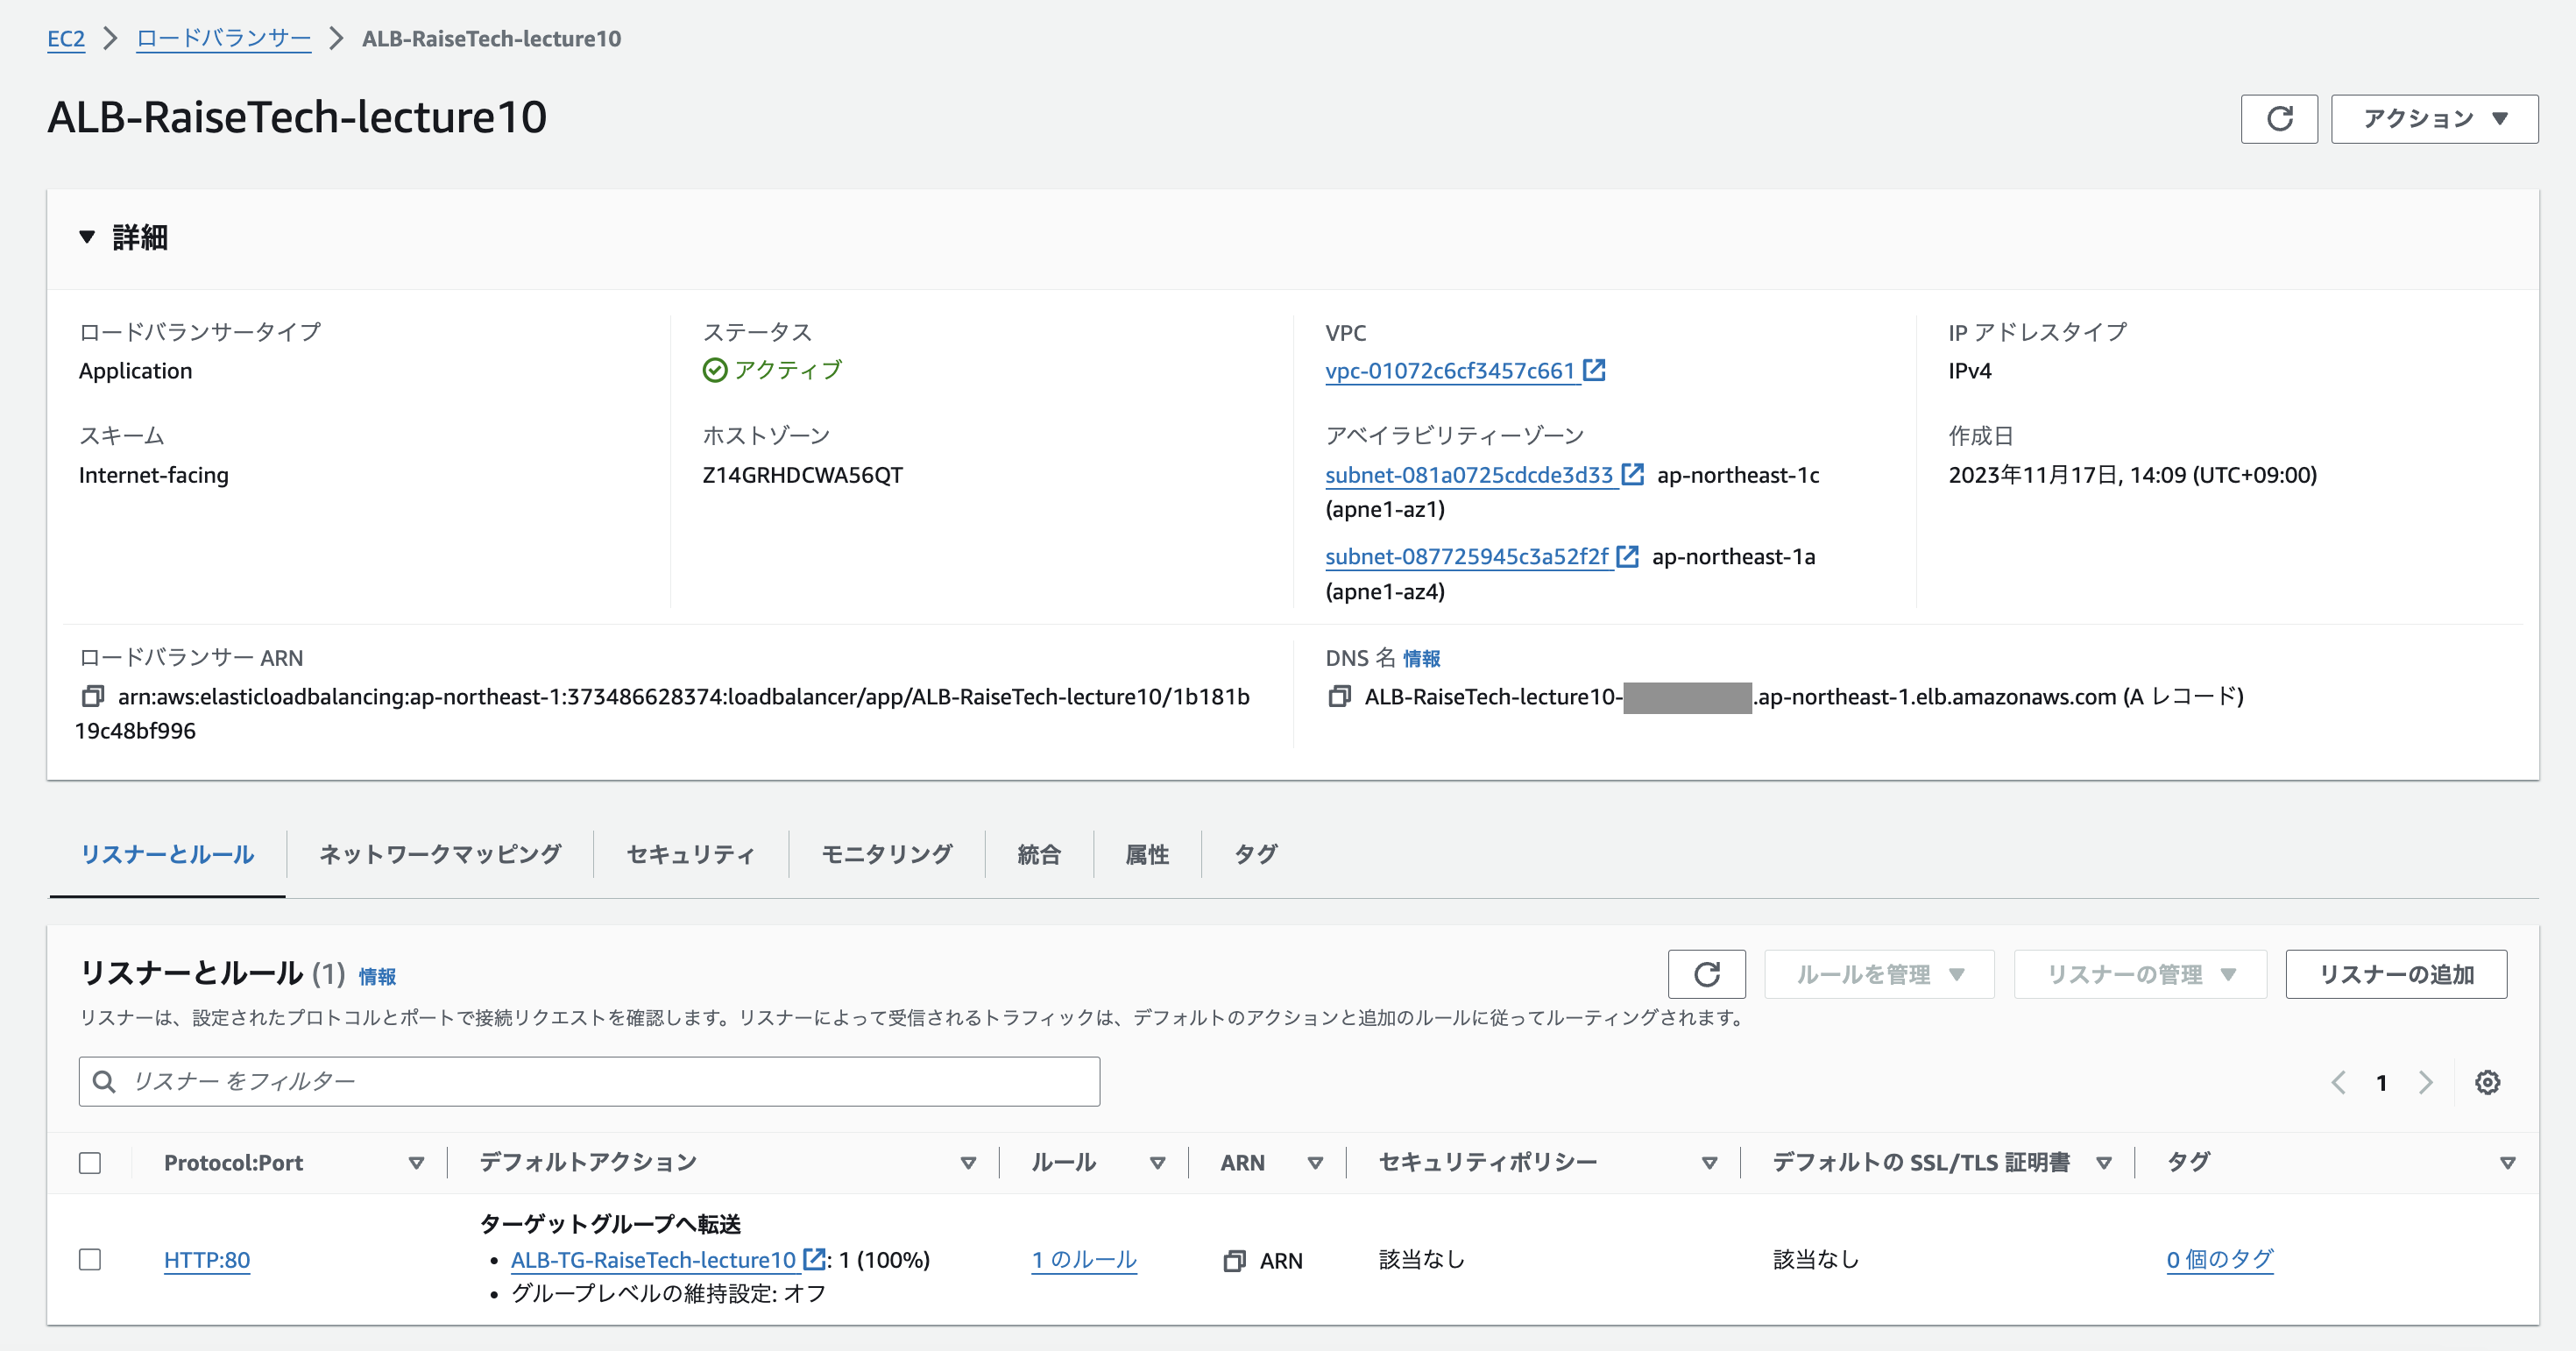 EC2 > ロードバランサー > ALB-RaiseTech-lecture10
ALB-RaiseTech-lecture10
アクション ▼
▼ 詳細
ロードバランサータイプ
Application
ステータス
アクティブ
VPC
vpc-01072c6cf3457c661
IP アドレスタイプ
IPv4
スキーム
Internet-facing
ホストゾーン
Z14GRHDCWA56QT
アベイラビリティーゾーン
subnet-081a0725cdcde3d33 ap-northeast-1c
(apne1-az1)
subnet-087725945c3a52f2f ap-northeast-1a
(apne1-az4)
作成日
2023年11月17日, 14:09 (UTC+09:00)
ロードバランサー ARN
arn:aws:elasticloadbalancing:ap-northeast-1:373486628374:loadbalancer/app/ALB-RaiseTech-lecture10/1b181b
19c48bf996
DNS 名 情報
ALB-RaiseTech-lecture10- .ap-northeast-1.elb.amazonaws.com (A レコード)
リスナーとルール ネットワークマッピング セキュリティ モニタリング 統合 属性 タグ
リスナーとルール (1) 情報
ルールを管理 ▼ リスナーの管理 ▼ リスナーの追加
リスナーは、設定されたプロトコルとポートで接続リクエストを確認します。リスナーによって受信されるトラフィックは、デフォルトのアクションと追加のルールに従ってルーティングされます。
リスナー をフィルター
< 1 >
Protocol:Port デフォルトアクション ルール ARN セキュリティポリシー デフォルトの SSL/TLS 証明書 タグ
HTTP:80
ターゲットグループへ転送
• ALB-TG-RaiseTech-lecture10 : 1 (100%)
• グループレベルの維持設定: オフ
1 のルール
ARN
該当なし
該当なし
0 個のタグ